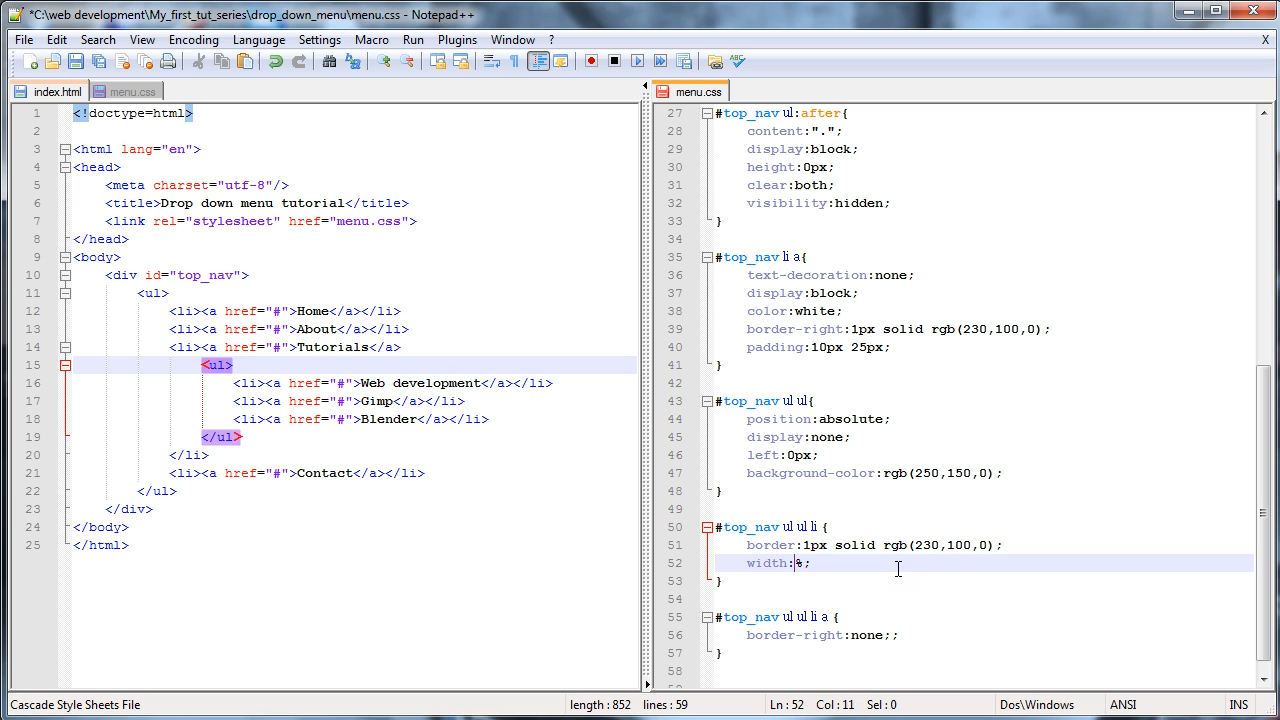 *C:\web development\My_first_tut_series\drop_down_menu\menu.css - Notepad++
File Edit Search View Encoding Language Settings Macro Run Plugins Window ? X
index.html menu.css
1 <!doctype=html>
2
3 <html lang="en">
4 <head>
5 <meta charset="utf-8"/>
6 <title>Drop down menu tutorial</title>
7 <link rel="stylesheet" href="menu.css">
8 </head>
9 <body>
10 <div id="top_nav">
11 <ul>
12 <li><a href="#">Home</a></li>
13 <li><a href="#">About</a></li>
14 <li><a href="#">Tutorials</a>
15 <ul>
16 <li><a href="#">Web development</a></li>
17 <li><a href="#">Gimp</a></li>
18 <li><a href="#">Blender</a></li>
19 </ul>
20 </li>
21 <li><a href="#">Contact</a></li>
22 </ul>
23 </div>
24 </body>
25 </html>
menu.css
27 #top_nav ul:after{
28 content:".";
29 display:block;
30 height:0px;
31 clear:both;
32 visibility:hidden;
33 }
34
35 #top_nav li a{
36 text-decoration:none;
37 display:block;
38 color:white;
39 border-right:1px solid rgb(230,100,0);
40 padding:10px 25px;
41 }
42
43 #top_nav ul ul{
44 position:absolute;
45 display:none;
46 left:0px;
47 background-color:rgb(250,150,0);
48 }
49
50 #top_nav ul ul li {
51 border:1px solid rgb(230,100,0);
52 width:%;
53 }
54
55 #top_nav ul ul li a {
56 border-right:none;;
57 }
58
Cascade Style Sheets File length : 852 lines : 59 Ln : 52 Col : 11 Sel : 0 Dos\Windows ANSI INS